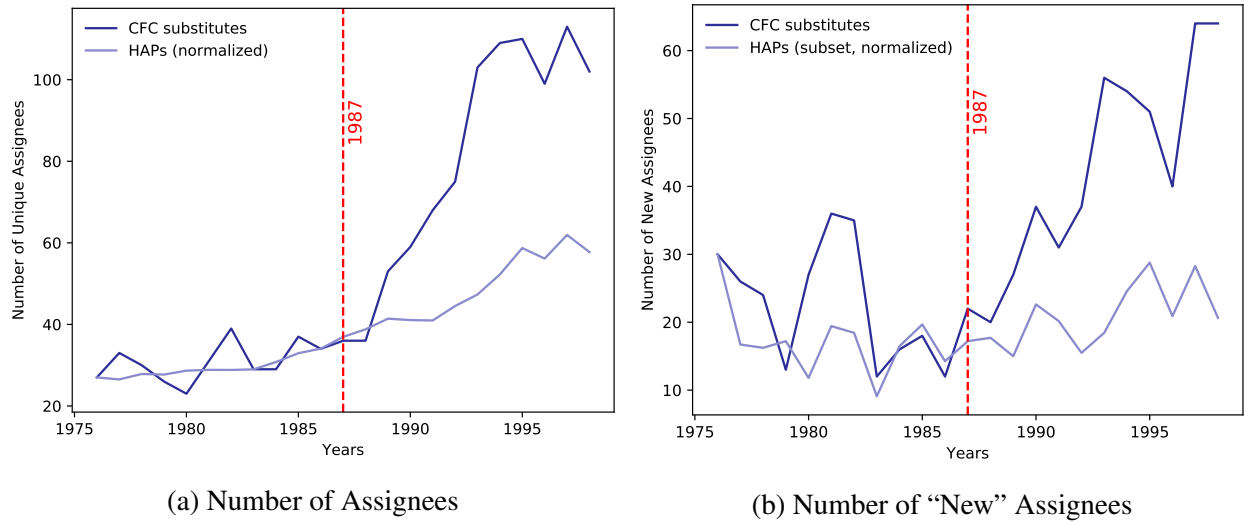 CFC substitutes
HAPs (normalized)
1987
Number of Unique Assignees
100
80
60
40
20
1975
1980
1985
1990
1995
Years
(a) Number of Assignees
CFC substitutes
HAPs (subset, normalized)
1987
Number of New Assignees
60
50
40
30
20
10
1975
1980
1985
1990
1995
Years
(b) Number of “New” Assignees